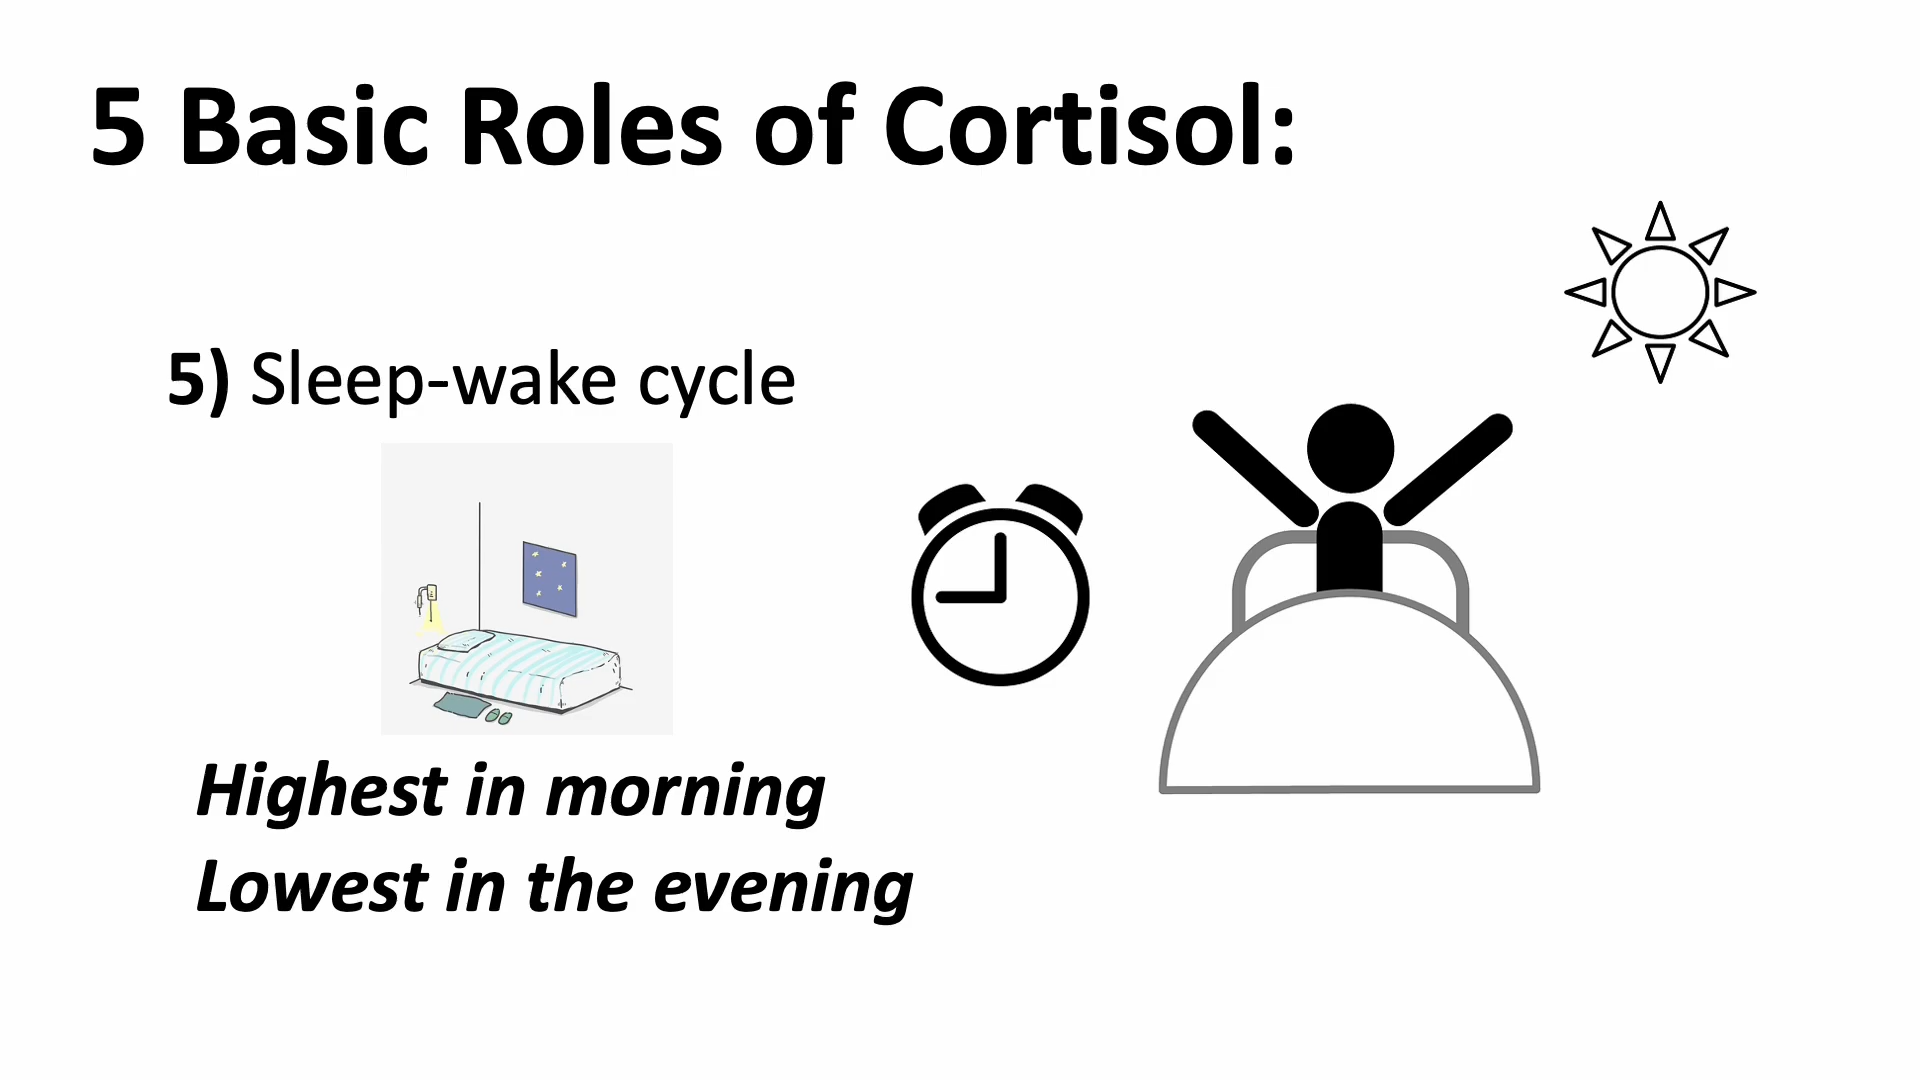 5 Basic Roles of Cortisol:
5) Sleep-wake cycle
Highest in morning
Lowest in the evening